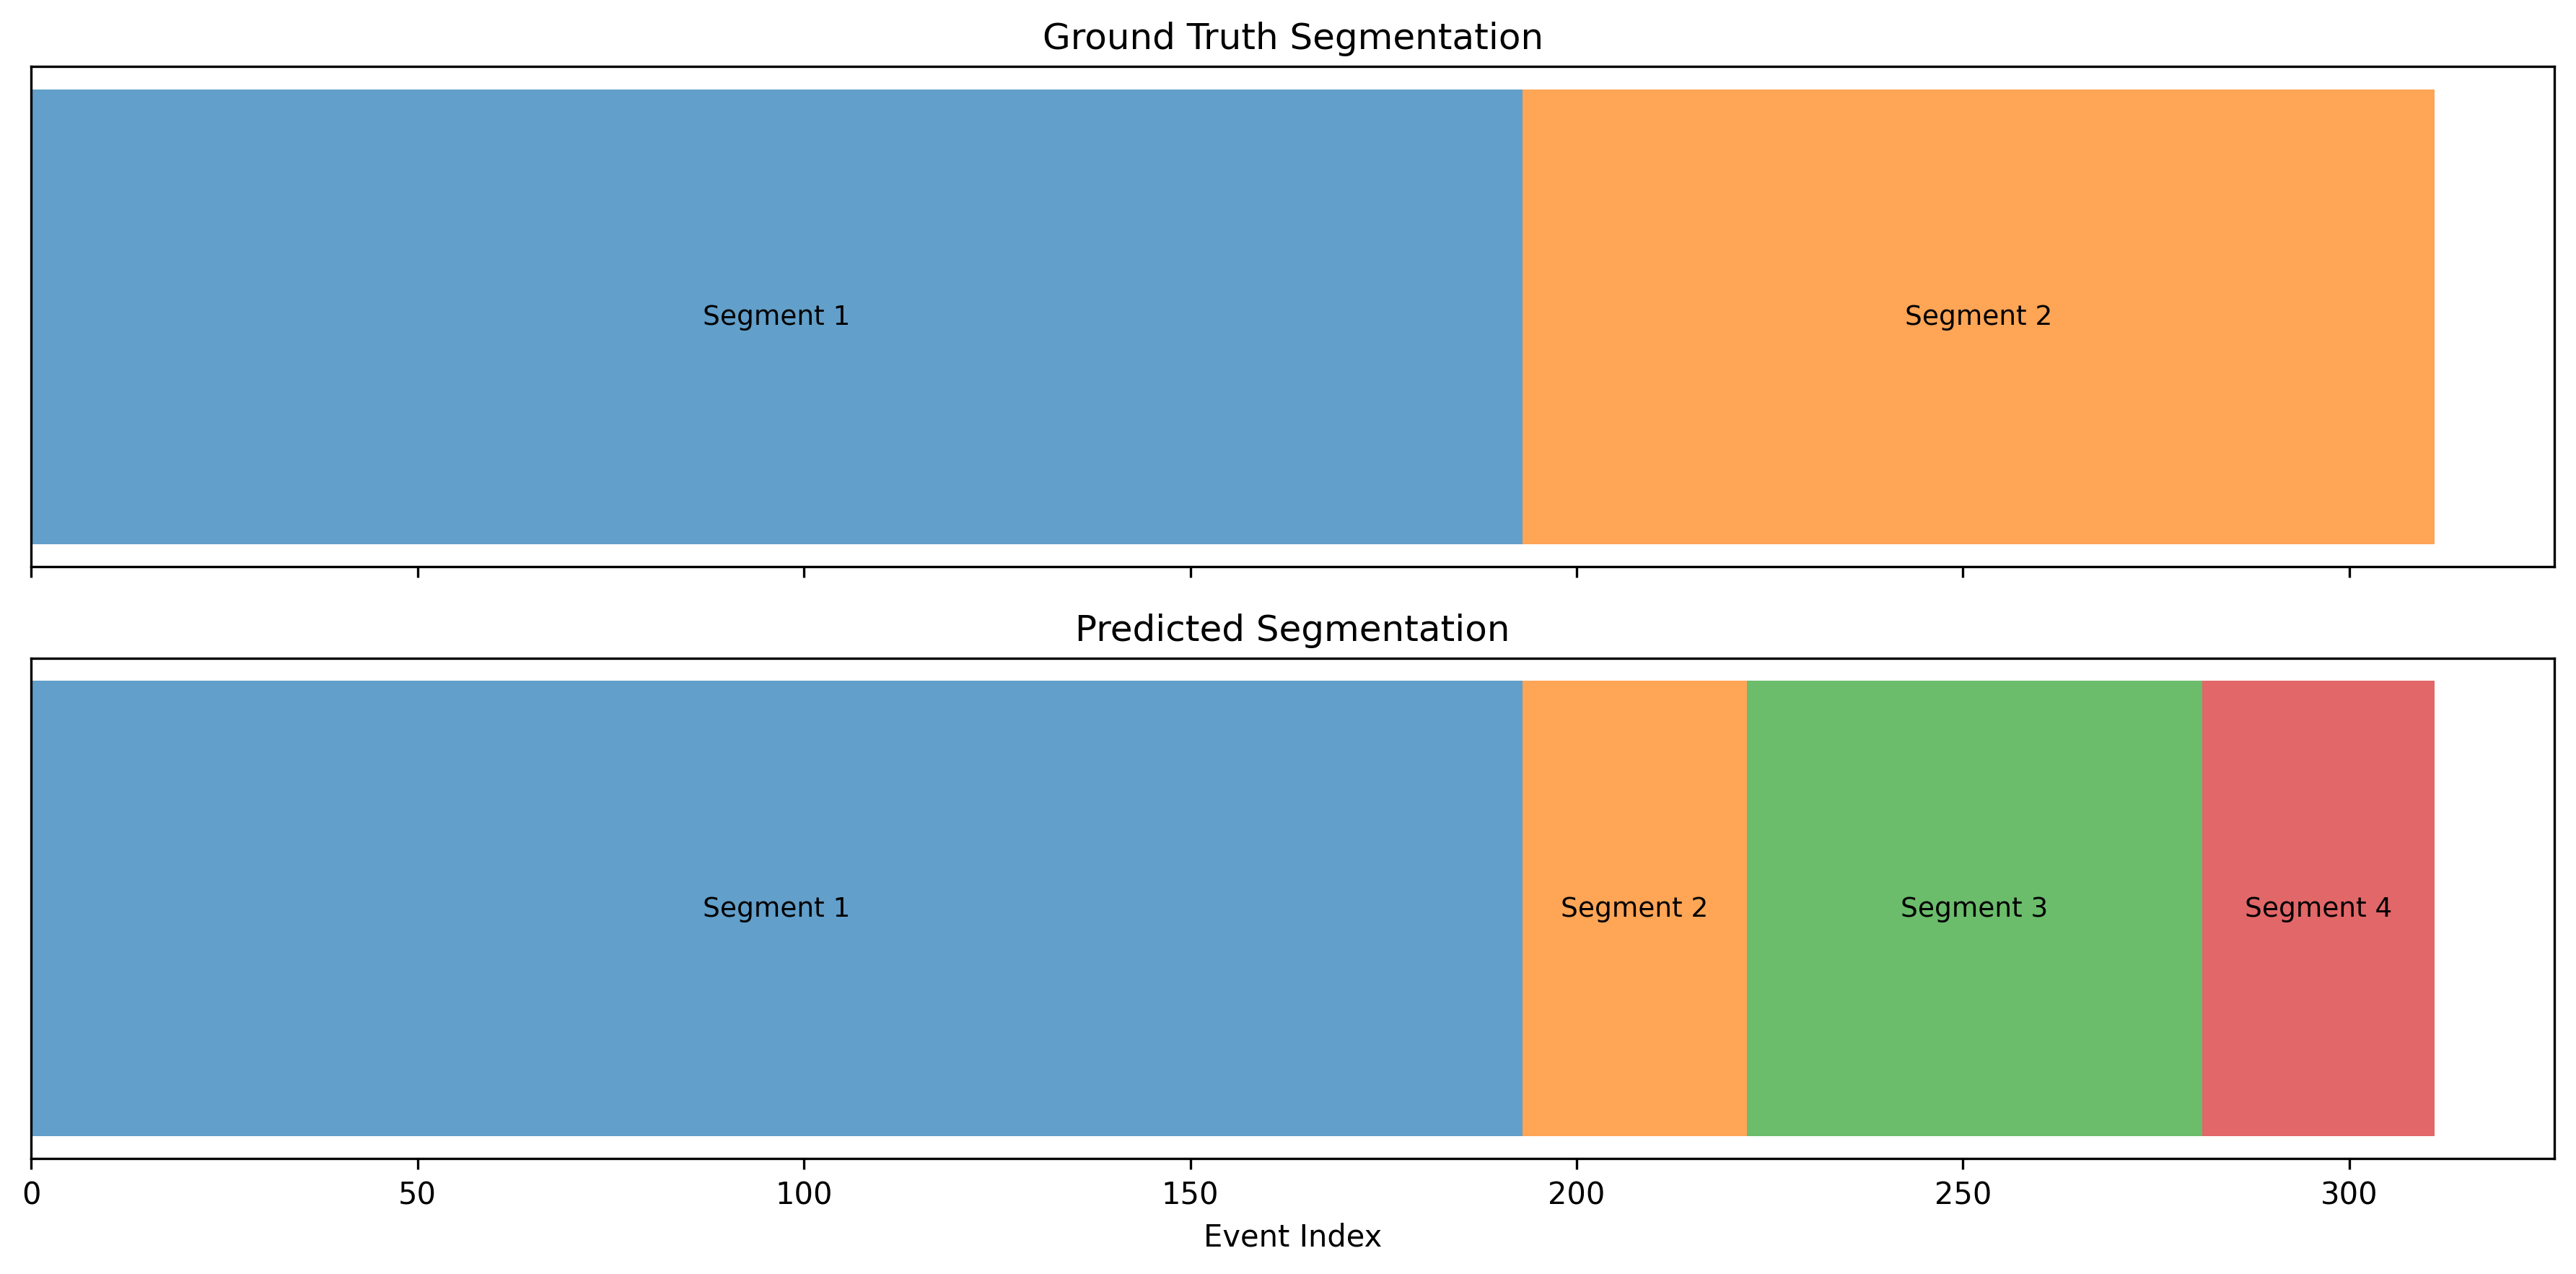 Ground Truth Segmentation
Segment 1 Segment 2
Predicted Segmentation
Segment 1 Segment 2 Segment 3 Segment 4
0 50 100 150 200 250 300
Event Index